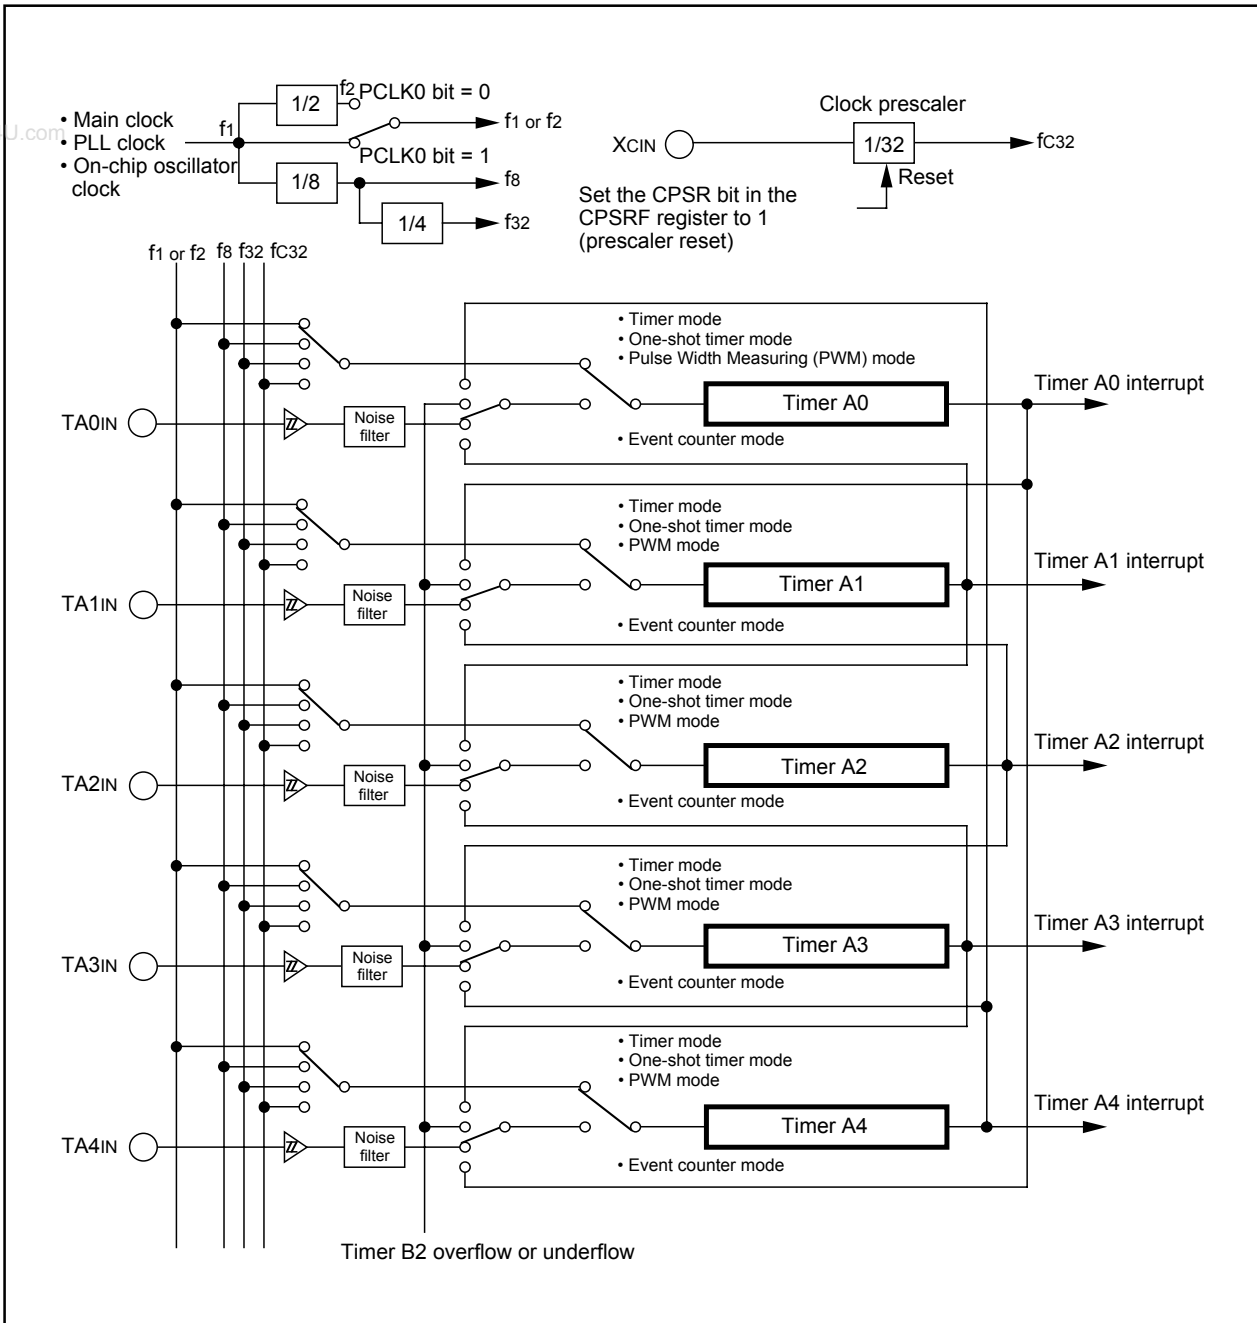 f2 PCLK0 bit = 0
1/2
Clock prescaler
• Main clock
U.com
f1
f1 or f2
• PLL clock
XCIN
1/32
fC32
• On-chip oscillator
clock
PCLK0 bit = 1
1/8
f8
Reset
Set the CPSR bit in the
CPSRF register to 1
(prescaler reset)
1/4
f32
f1 or f2 f8 f32 fC32
• Timer mode
• One-shot timer mode
• Pulse Width Measuring (PWM) mode
Timer A0 interrupt
Timer A0
TA0IN
Noise
filter
• Event counter mode
• Timer mode
• One-shot timer mode
• PWM mode
Timer A1 interrupt
Timer A1
TA1IN
Noise
filter
• Event counter mode
• Timer mode
• One-shot timer mode
• PWM mode
Timer A2 interrupt
Timer A2
TA2IN
Noise
filter
• Event counter mode
• Timer mode
• One-shot timer mode
• PWM mode
Timer A3 interrupt
Timer A3
TA3IN
Noise
filter
• Event counter mode
• Timer mode
• One-shot timer mode
• PWM mode
Timer A4 interrupt
Timer A4
TA4IN
Noise
filter
• Event counter mode
Timer B2 overflow or underflow